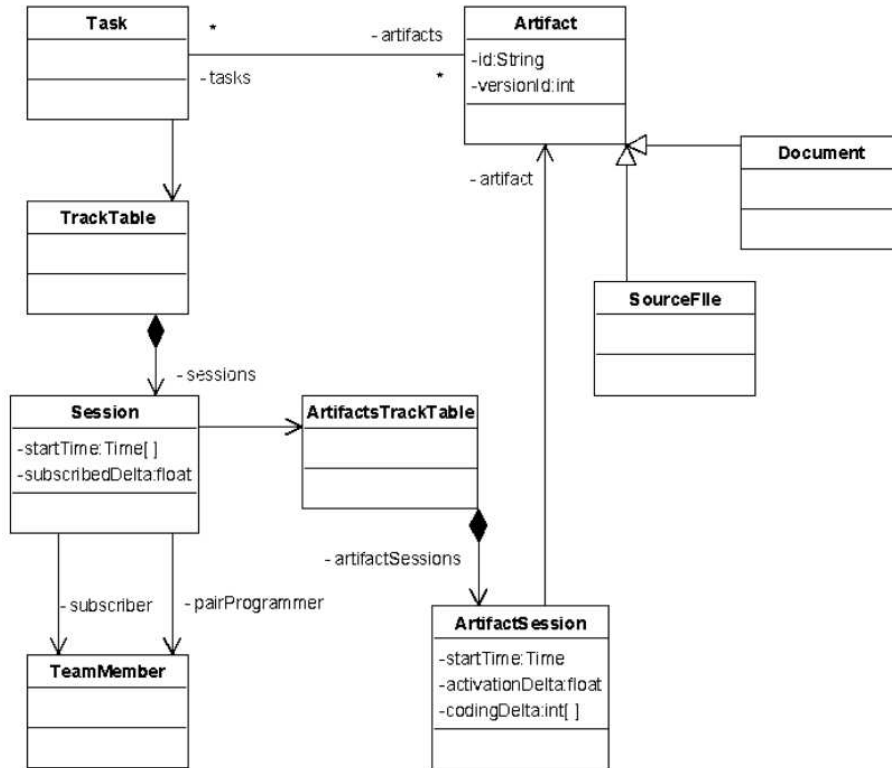 Task
*
- artifacts
- tasks
*
Artifact
-id:String
-versionId:int
Document
- artifact
TrackTable
SourceFIle
- sessions
Session
-startTime:Time[ ]
-subscribedDelta:float
ArtifactsTrackTable
- artifactSessions
- subscriber
- pairProgrammer
ArtifactSession
-startTime:Time
-activationDelta:float
-codingDelta:int[ ]
TeamMember